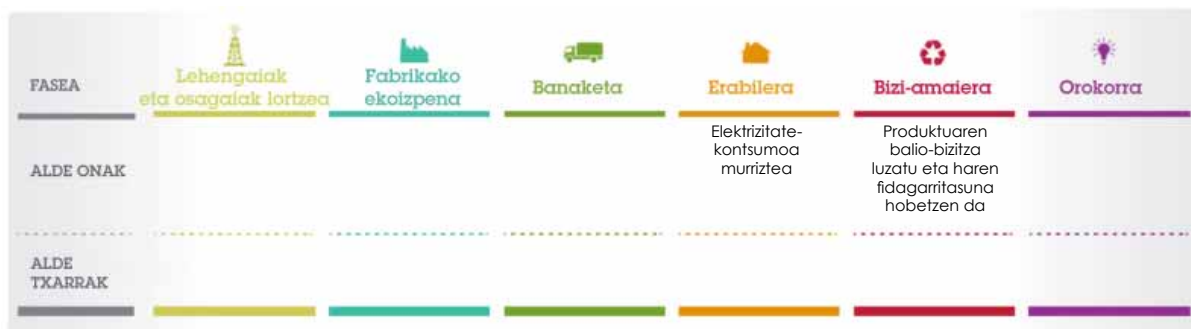 FASEA
Lehengaiak
eta osagaiak lortzea
Fabrikako
ekoizpena
Banaketa
Erabilera
Bizi-amaiera
Orokorra
ALDE ONAK
Elektrizitate-
kontsumoa
murriztea
Produktuaren
balio-bizitza
luzatu eta haren
fidagarritasuna
hobetzen da
ALDE
TXARRAK